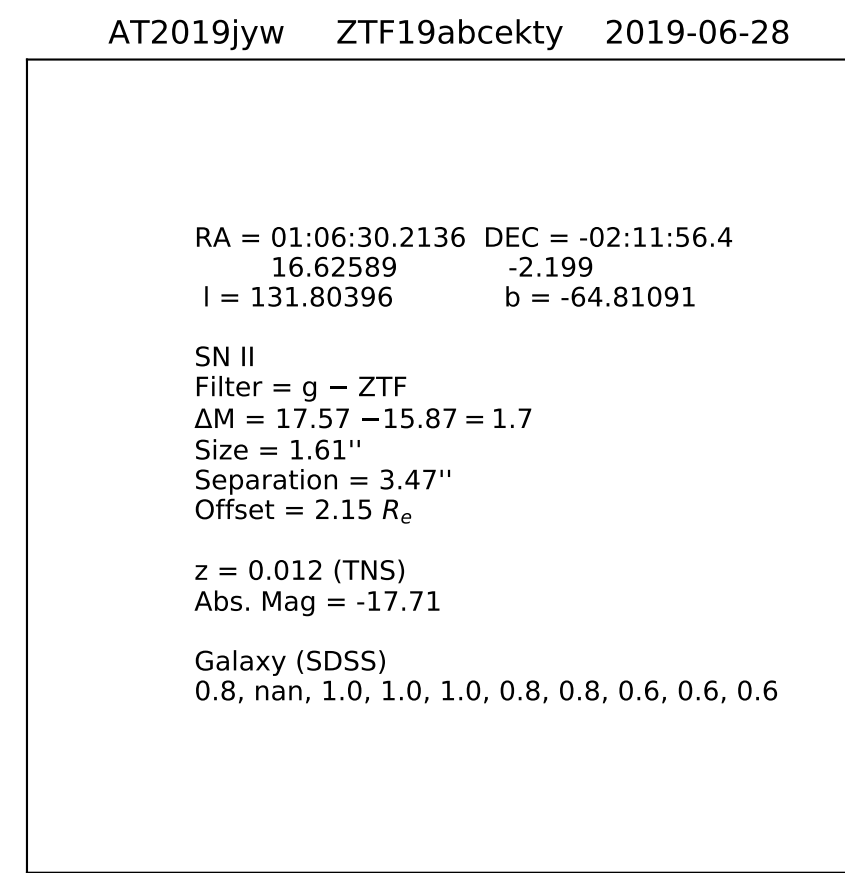 AT2019jyw ZTF19abcekty 2019-06-28
RA = 01:06:30.2136 DEC = -02:11:56.4
16.62589 -2.199
l = 131.80396 b = -64.81091
SN II
Filter = g − ZTF
ΔM = 17.57 −15.87 = 1.7
Size = 1.61''
Separation = 3.47''
Offset = 2.15 Re
z = 0.012 (TNS)
Abs. Mag = -17.71
Galaxy (SDSS)
0.8, nan, 1.0, 1.0, 1.0, 0.8, 0.8, 0.6, 0.6, 0.6